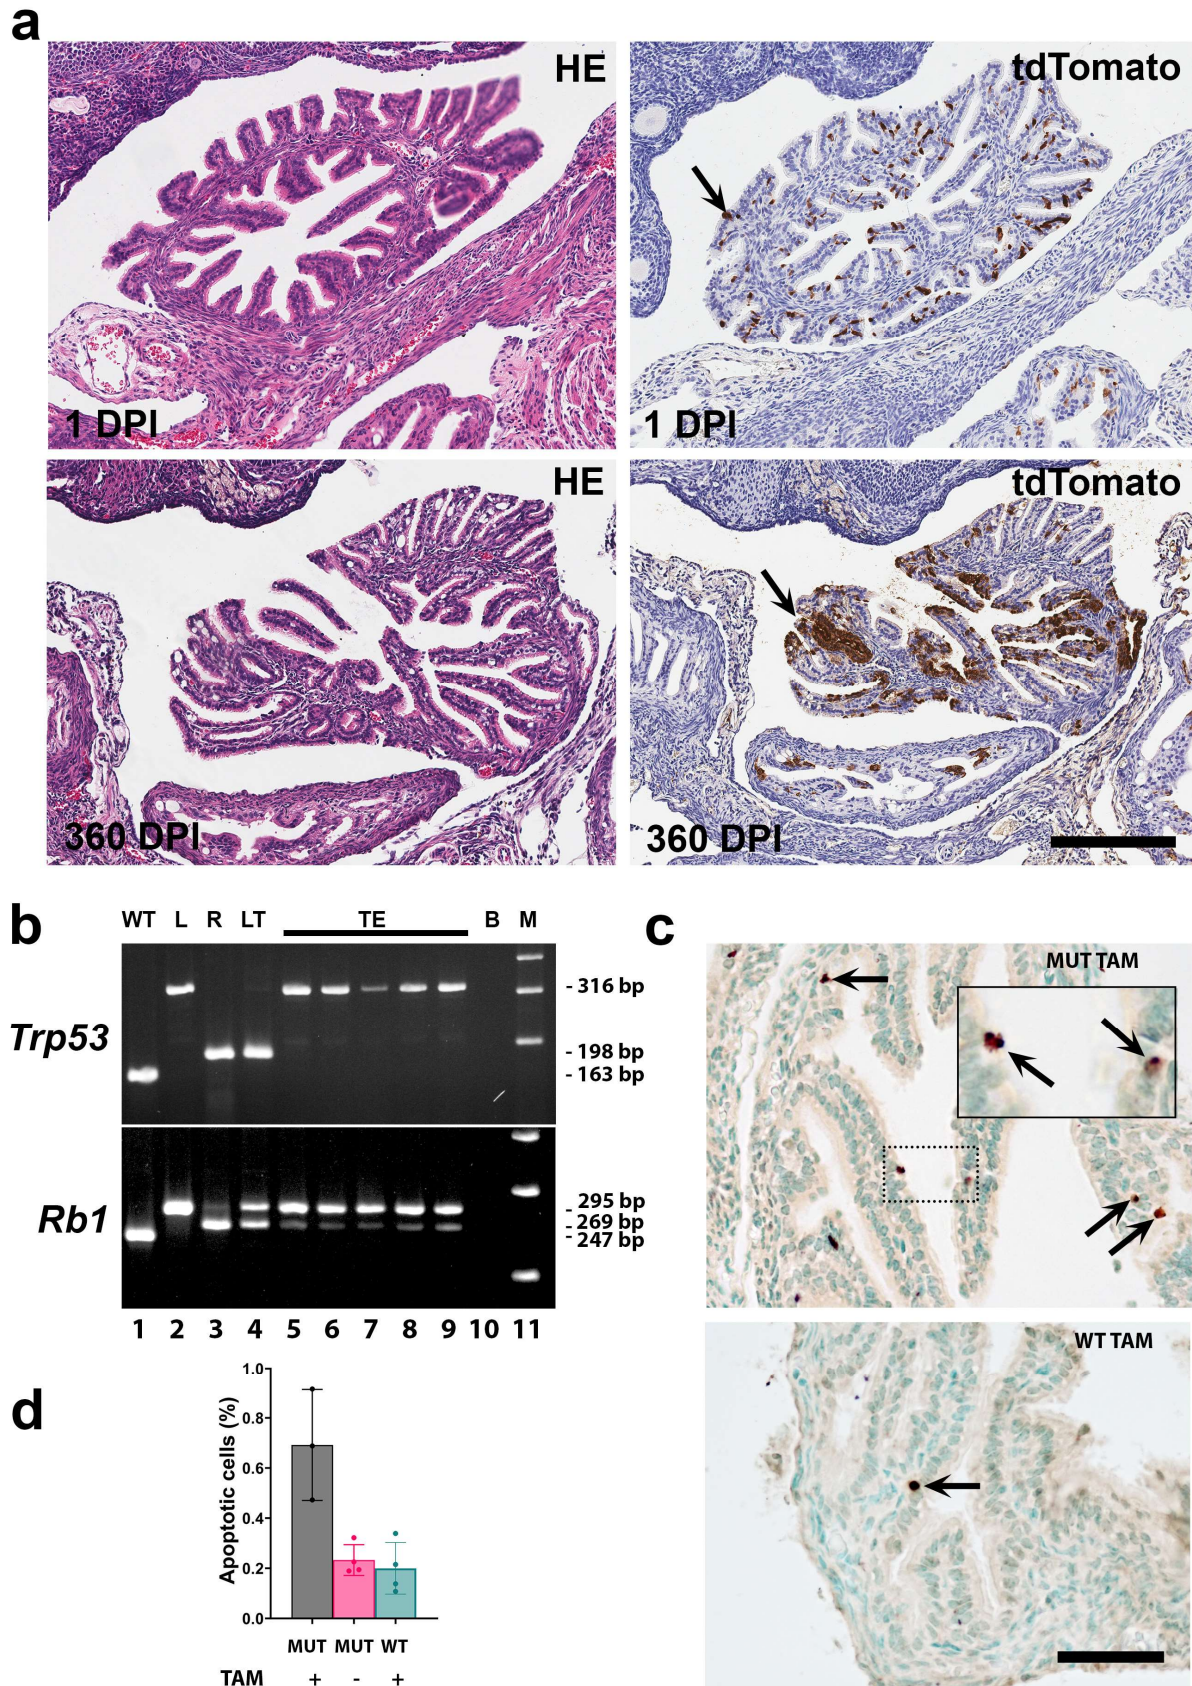 a
HE
tdTomato
1 DPI
1 DPI
HE
tdTomato
360 DPI
360 DPI
b
WT L R LT TE B M
Trp53
- 316 bp
- 198 bp
- 163 bp
Rb1
- 295 bp
- 269 bp
- 247 bp
1 2 3 4 5 6 7 8 9 10 11
c
MUT TAM
WT TAM
d
Apoptotic cells (%)
1.0
0.8
0.6
0.4
0.2
0.0
MUT MUT WT
TAM + - +